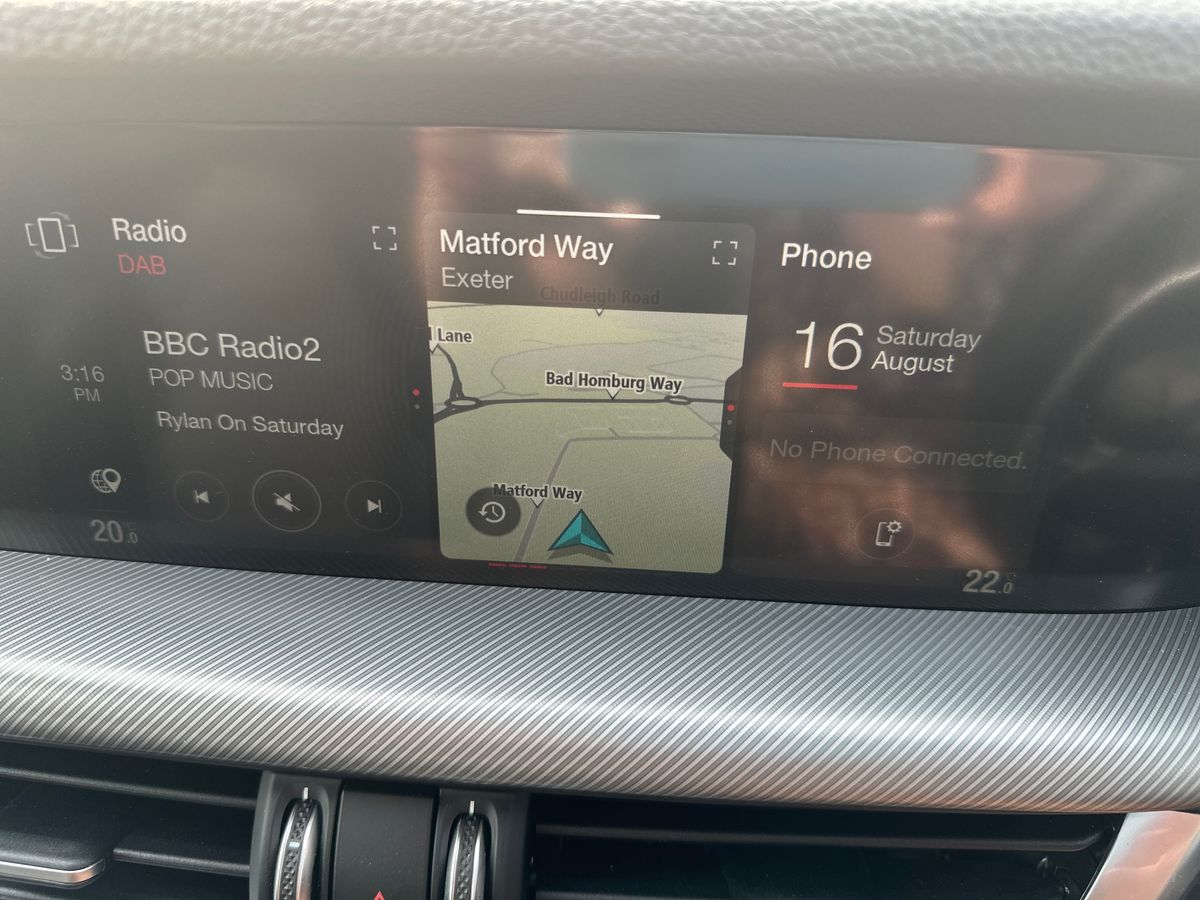 Radio
DAB
BBC Radio2
POP MUSIC
Rylan On Saturday
3:16
PM
20.0
Matford Way
Exeter
Chudleigh Road
l Lane
Bad Homburg Way
Matford Way
Phone
16
Saturday
August
No Phone Connected.
22.0